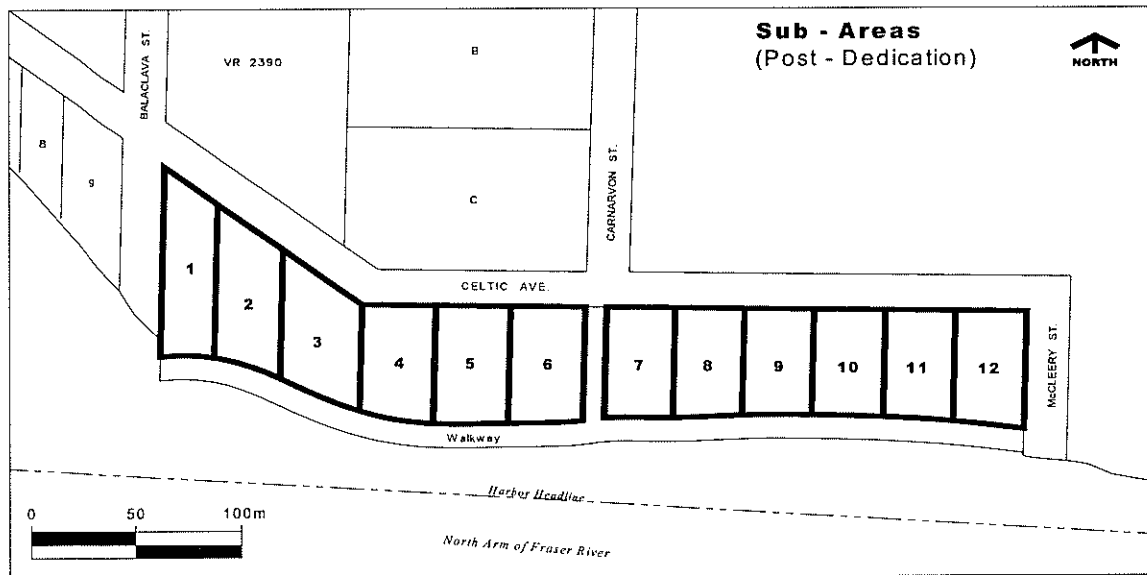 Sub - Areas
(Post - Dedication)
NORTH
BALACLAVA ST.
VR 2390
B
8
9
C
CARNARVON ST.
1
2
3
CELTIC AVE.
4
5
6
7
8
9
10
11
12
McCLEERY ST.
Walkway
Harbor Headline
0 50 100m
North Arm of Fraser River